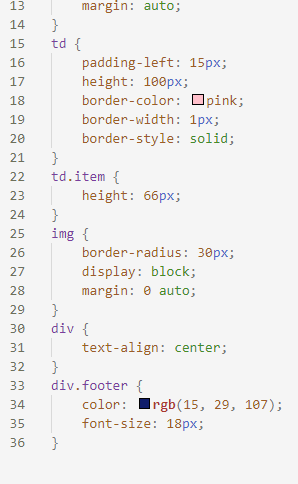 13 margin: auto;
14 }
15 td {
16 padding-left: 15px;
17 height: 100px;
18 border-color: pink;
19 border-width: 1px;
20 border-style: solid;
21 }
22 td.item {
23 height: 66px;
24 }
25 img {
26 border-radius: 30px;
27 display: block;
28 margin: 0 auto;
29 }
30 div {
31 text-align: center;
32 }
33 div.footer {
34 color: rgb(15, 29, 107);
35 font-size: 18px;
36 }